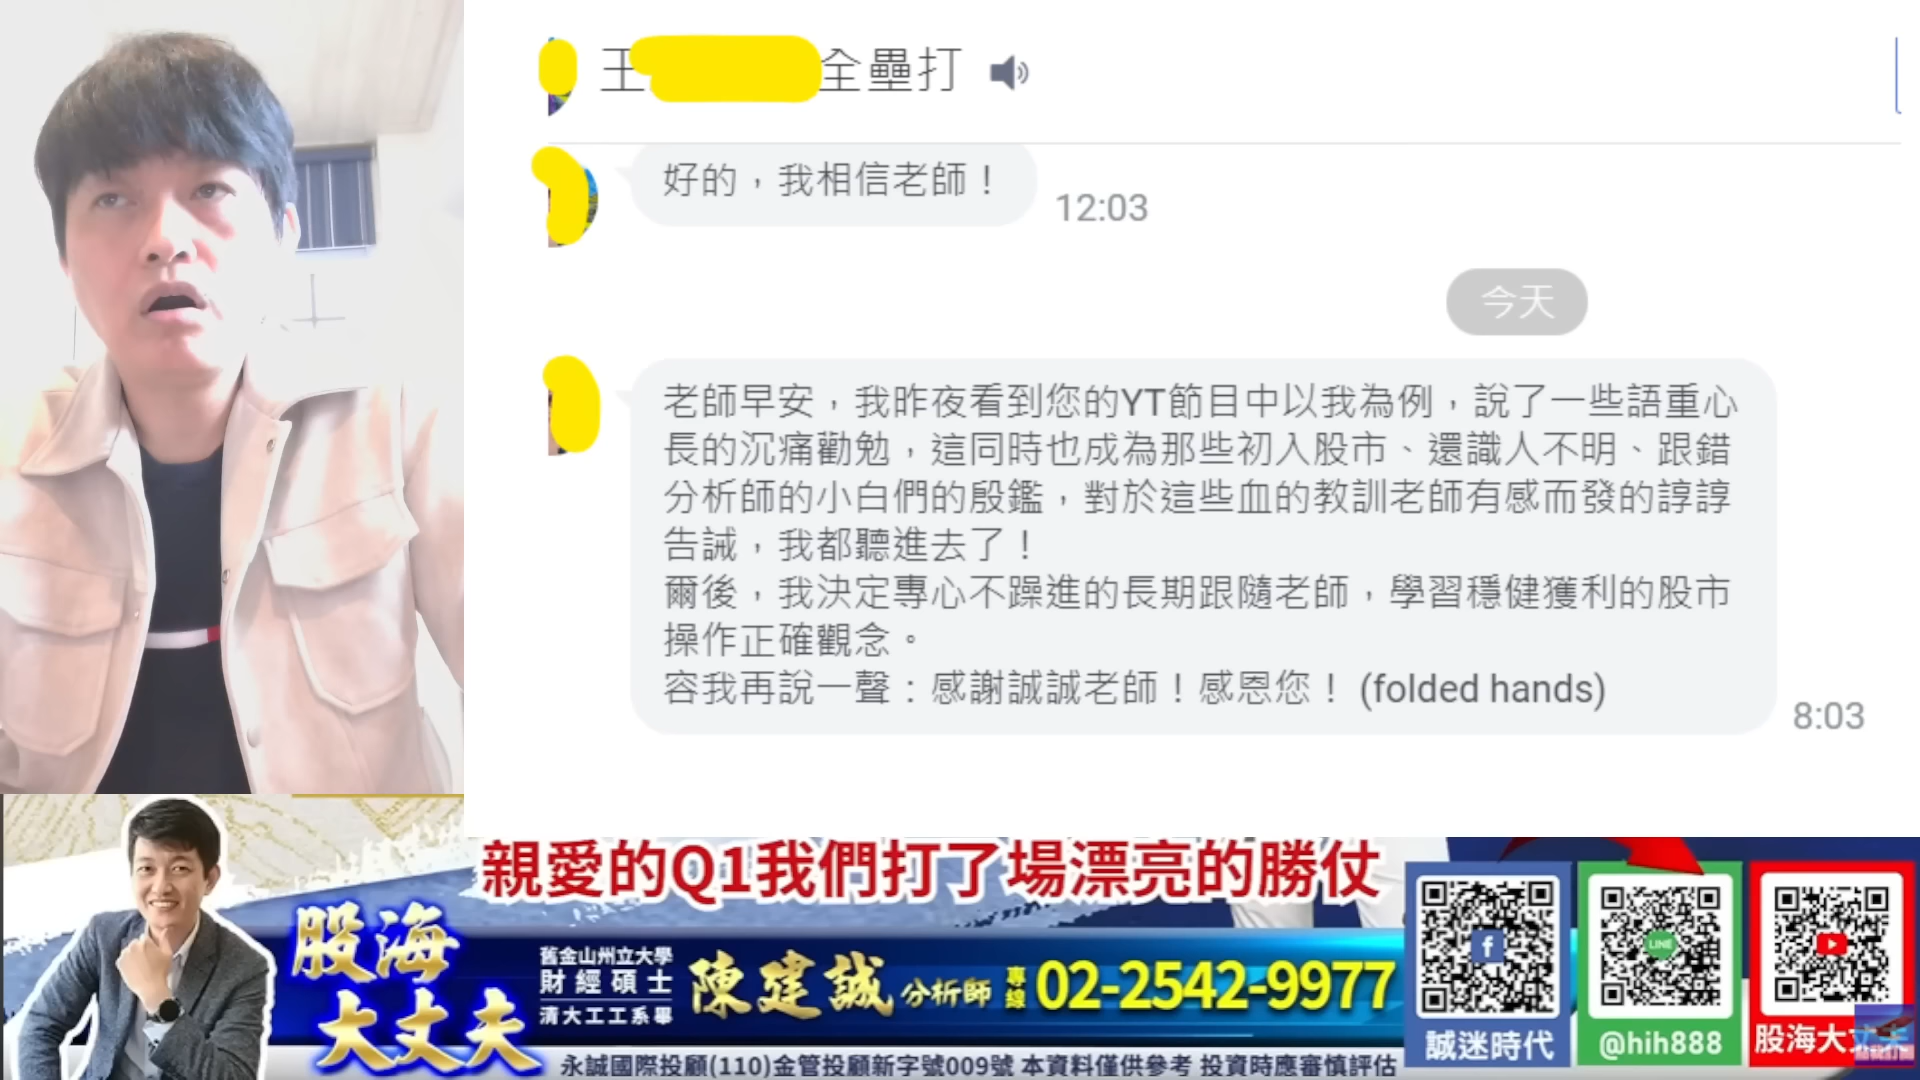 王
全壘打
好的，我相信老師！
12:03
今天
老師早安，我昨夜看到您的YT節目中以我為例，說了一些語重心
長的沉痛勸勉，這同時也成為那些初入股市、還識人不明、跟錯
分析師的小白們的殷鑑，對於這些血的教訓老師有感而發的諄諄
告誡，我都聽進去了！
爾後，我決定專心不躁進的長期跟隨老師，學習穩健獲利的股市
操作正確觀念。
容我再說一聲：感謝誠誠老師！感恩您！ (folded hands)
8:03
親愛的Q1我們打了場漂亮的勝仗
股海
大丈夫
舊金山州立大學
財經碩士
清大工工系畢
陳建誠 分析師
專線
02-2542-9977
永誠國際投顧(110)金管投顧新字號009號 本資料僅供參考 投資時應審慎評估
f
誠迷時代
LINE
@hih888
股海大丈